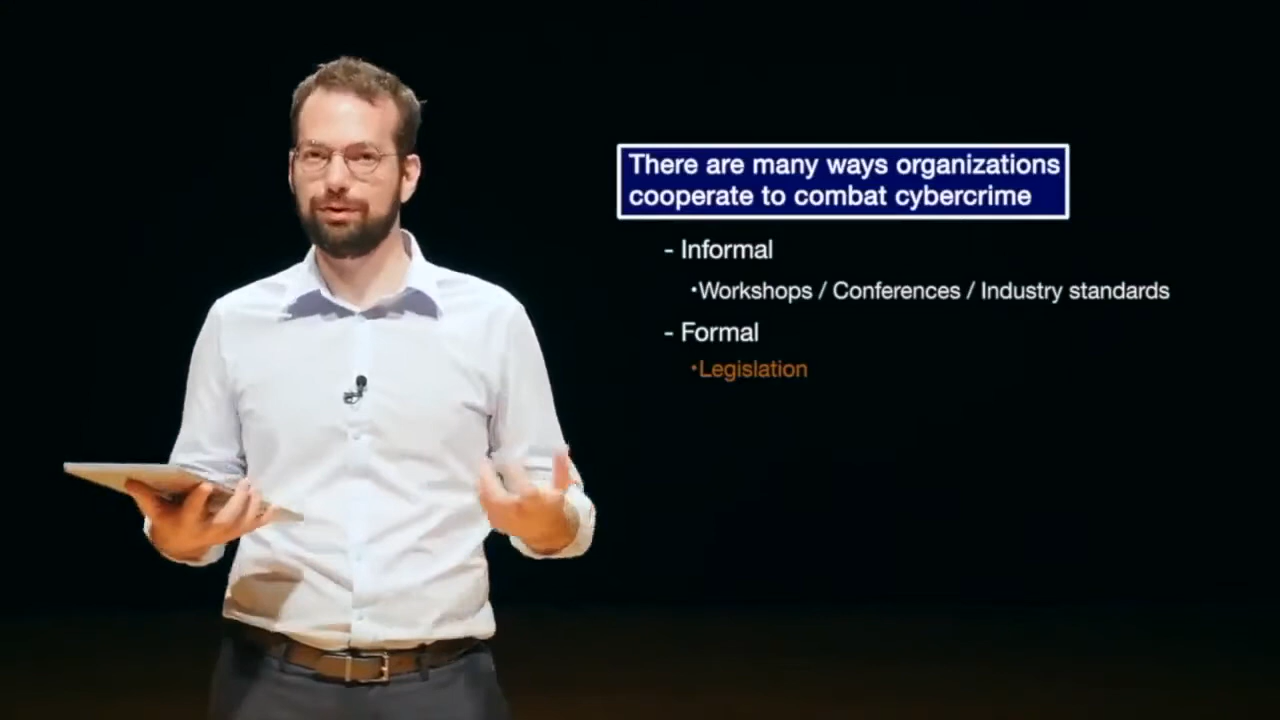 There are many ways organizations
cooperate to combat cybercrime
- Informal
•Workshops / Conferences / Industry standards
- Formal
•Legislation